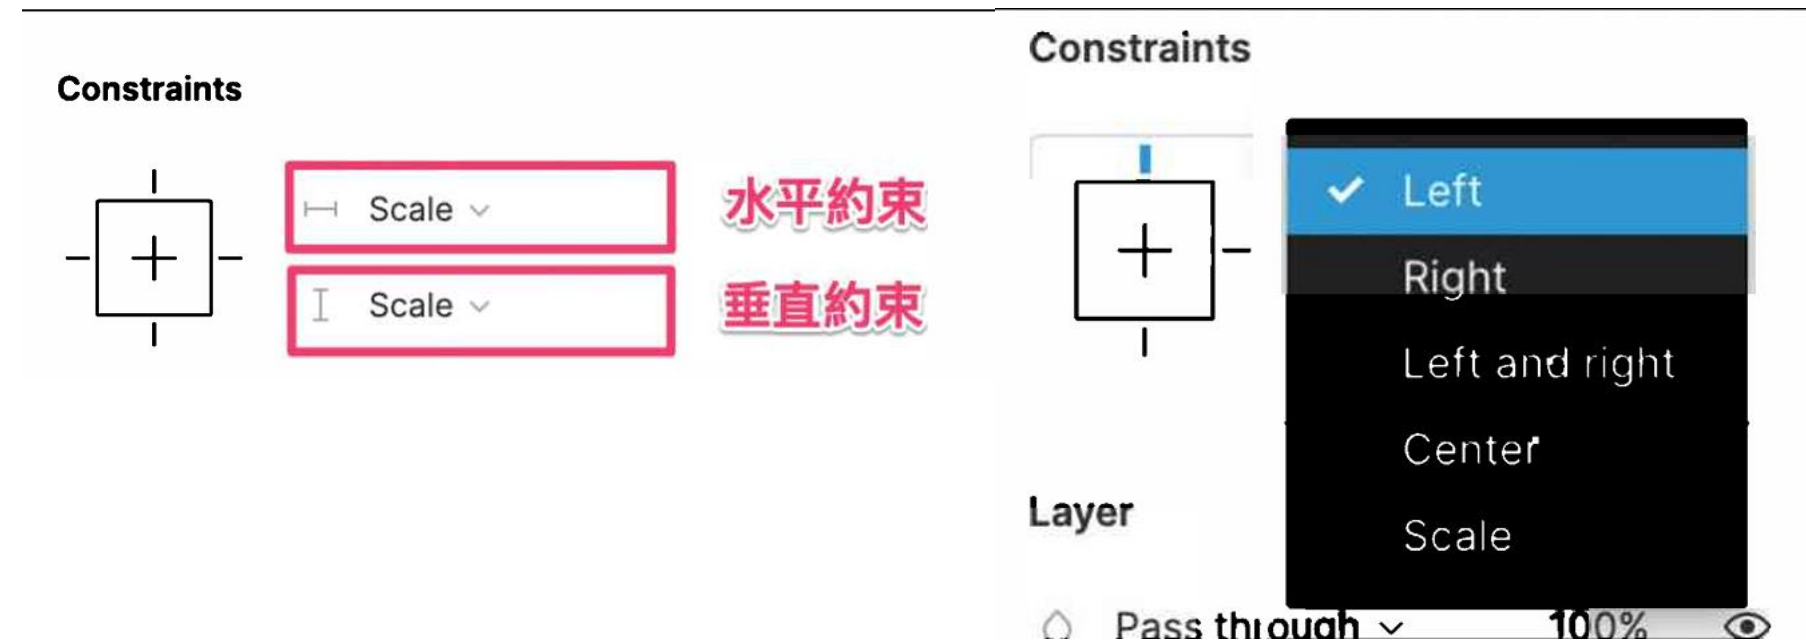 Constraints
Scale
水平約束
Scale
垂直約束
Constraints
Left
Right
Left and right
Center
Scale
Layer
Pass through
100%